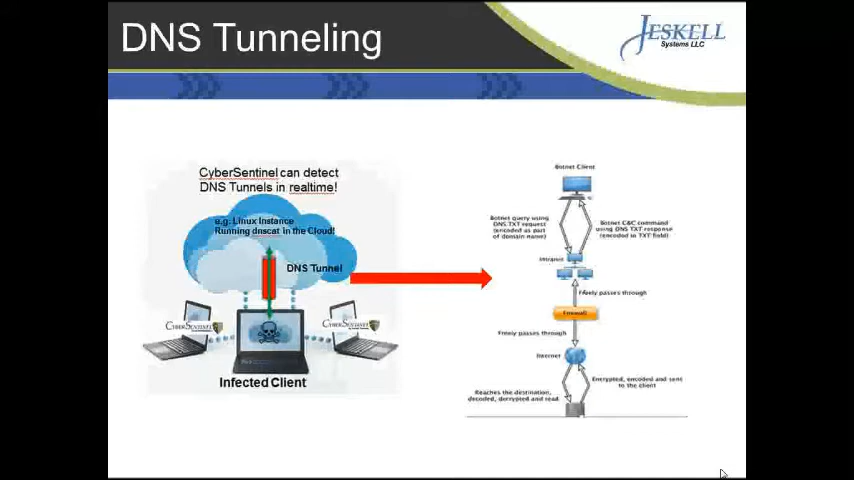 DNS Tunneling
JESKELL
Systems LLC
CyberSentinel can detect
DNS Tunnels in realtime!
e.g: Linux Instance
Running dnscat in the Cloud!
DNS Tunnel
CYBERSENTINEL
CYBERSENTINEL
Infected Client
Botnet Client
Botnet query using
DNS TXT request
(encoded as part
of domain name)
Botnet C&C command
using DNS TXT response
(encoded in TXT field)
Intranet
Freely passes through
Firewall
Freely passes through
Internet
Encrypted, encoded and sent
to the client
Reaches the destination,
decoded, decrypted and read